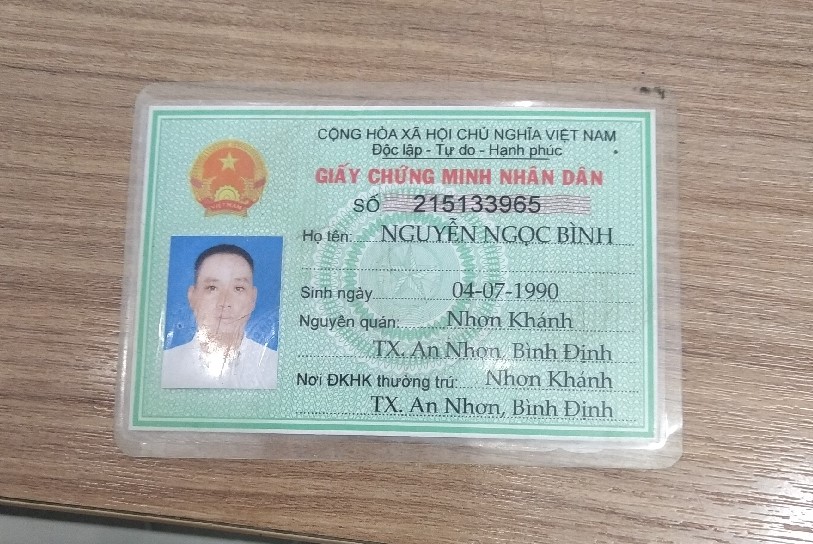 CỘNG HÒA XÃ HỘI CHỦ NGHĨA VIỆT NAM
Độc lập - Tự do - Hạnh phúc
GIẤY CHỨNG MINH NHÂN DÂN
SỐ 215133965
Họ tên: NGUYỄN NGỌC BÌNH
Sinh ngày 04-07-1990
Nguyên quán: Nhơn Khánh
TX. An Nhơn, Bình Định
Nơi ĐKHK thường trú: Nhơn Khánh
TX. An Nhơn, Bình Định